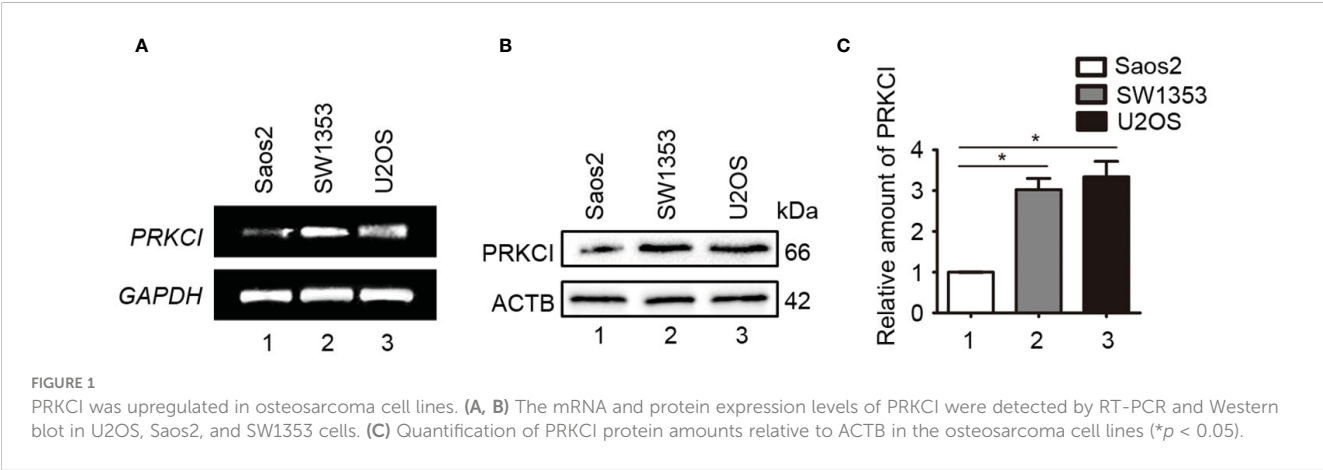 A
B
C
Saos2
SW1353
U2OS
PRKCI
GAPDH
1 2 3
Saos2
SW1353
U2OS
kDa
PRKCI 66
ACTB 42
1 2 3
Saos2
SW1353
U2OS
Relative amount of PRKCI
4
3
2
1
0
*
*
1 2 3
FIGURE 1
PRKCI was upregulated in osteosarcoma cell lines. (A, B) The mRNA and protein expression levels of PRKCI were detected by RT-PCR and Western
blot in U2OS, Saos2, and SW1353 cells. (C) Quantification of PRKCI protein amounts relative to ACTB in the osteosarcoma cell lines (*p < 0.05).